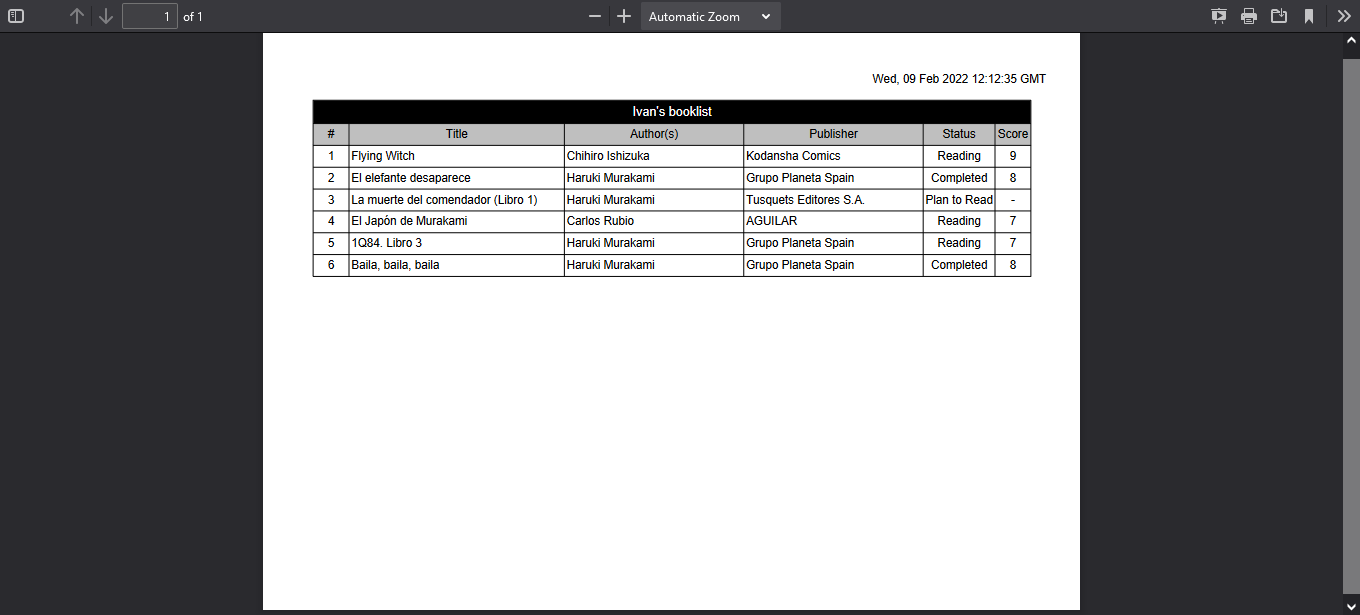 1 of 1 Automatic Zoom
Wed, 09 Feb 2022 12:12:35 GMT
Ivan's booklist
# Title Author(s) Publisher Status Score
1 Flying Witch Chihiro Ishizuka Kodansha Comics Reading 9
2 El elefante desaparece Haruki Murakami Grupo Planeta Spain Completed 8
3 La muerte del comendador (Libro 1) Haruki Murakami Tusquets Editores S.A. Plan to Read -
4 El Japón de Murakami Carlos Rubio AGUILAR Reading 7
5 1Q84. Libro 3 Haruki Murakami Grupo Planeta Spain Reading 7
6 Baila, baila, baila Haruki Murakami Grupo Planeta Spain Completed 8